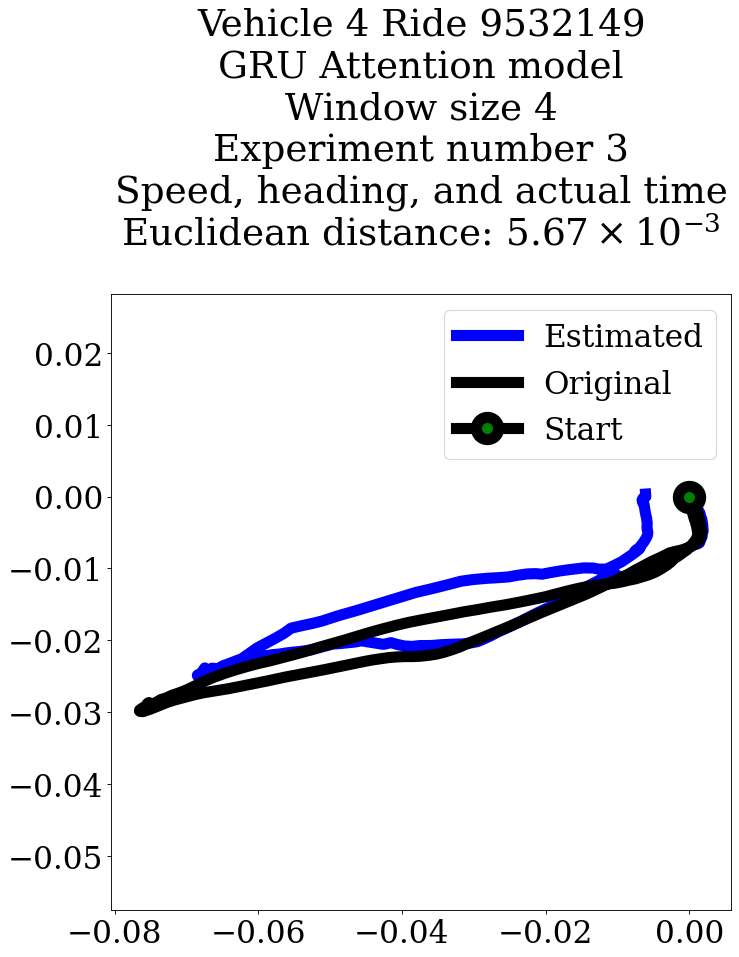 Vehicle 4 Ride 9532149
GRU Attention model
Window size 4
Experiment number 3
Speed, heading, and actual time
Euclidean distance: 5.67 × 10⁻³
Estimated
Original
Start
0.02
0.01
0.00
−0.01
−0.02
−0.03
−0.04
−0.05
−0.08 −0.06 −0.04 −0.02 0.00